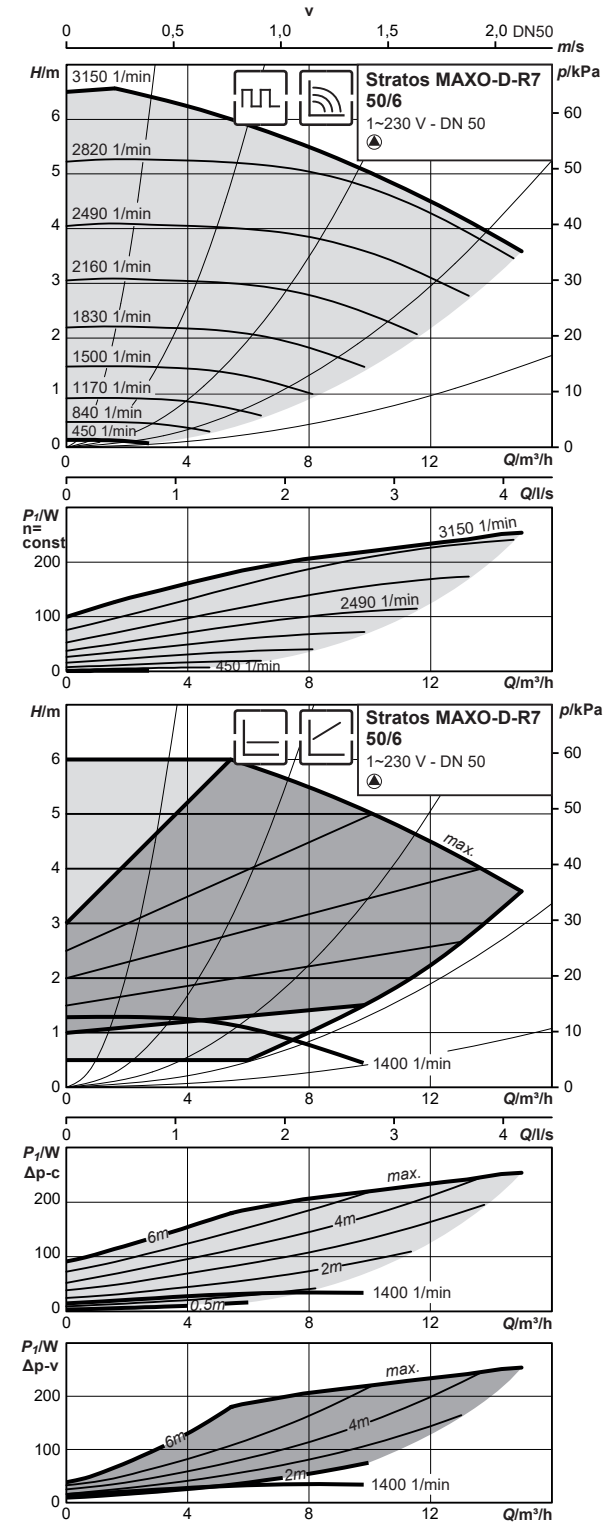 v
0 0,5 1,0 1,5 2,0 DN50
m/s
H/m
p/kPa
Stratos MAXO-D-R7
50/6
1~230 V - DN 50
3150 1/min
2820 1/min
2490 1/min
2160 1/min
1830 1/min
1500 1/min
1170 1/min
840 1/min
450 1/min
6
5
4
3
2
1
0
60
50
40
30
20
10
0
0 4 8 12 Q/m³/h
0 1 2 3 4 Q/l/s
P₁/W
n=
const
200
100
0
3150 1/min
2490 1/min
450 1/min
0 4 8 12 Q/m³/h
H/m
p/kPa
Stratos MAXO-D-R7
50/6
1~230 V - DN 50
6
5
4
3
2
1
0
60
50
40
30
20
10
0
max.
1400 1/min
0 4 8 12 Q/m³/h
0 1 2 3 4 Q/l/s
P₁/W
Δp-c
200
100
0
max.
6m
4m
2m
0.5m
1400 1/min
0 4 8 12 Q/m³/h
P₁/W
Δp-v
200
100
0
max.
6m
4m
2m
1400 1/min
0 4 8 12 Q/m³/h